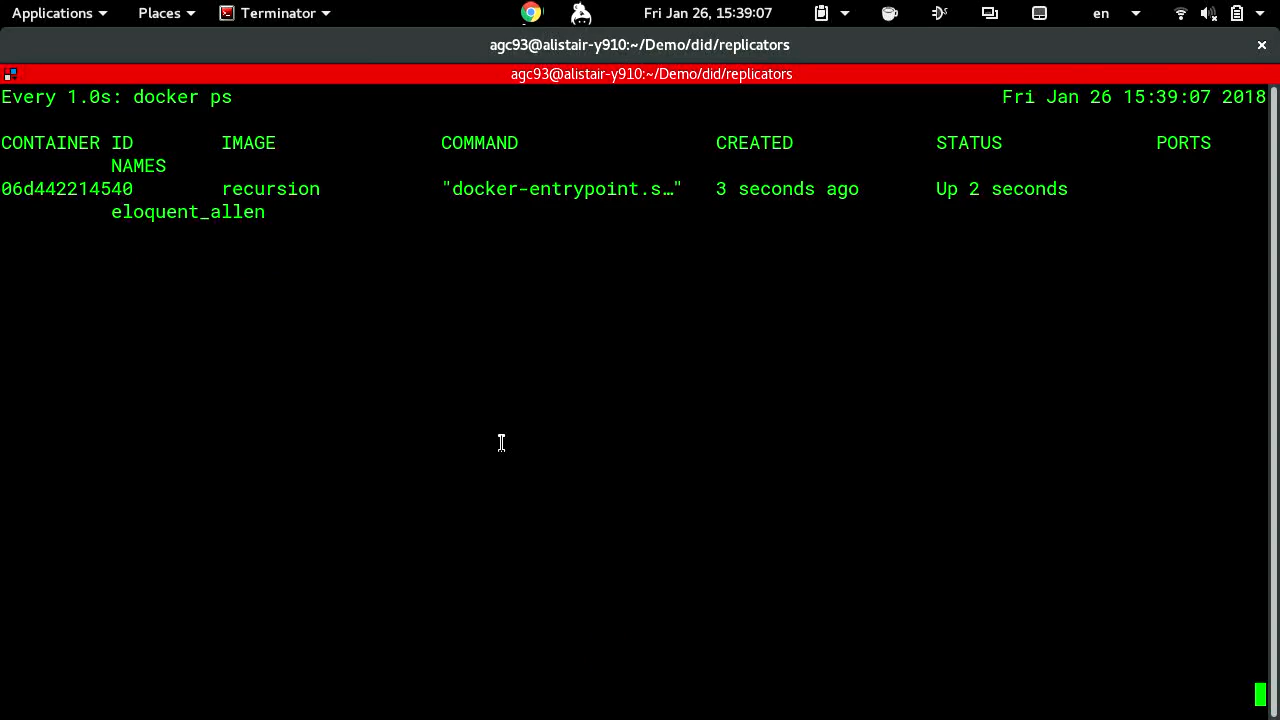 Applications Places Terminator Fri Jan 26, 15:39:07 en
agc93@alistair-y910:~/Demo/did/replicators
agc93@alistair-y910:~/Demo/did/replicators
Every 1.0s: docker ps Fri Jan 26 15:39:07 2018
CONTAINER ID IMAGE COMMAND CREATED STATUS PORTS
NAMES
06d442214540 recursion "docker-entrypoint.s…" 3 seconds ago Up 2 seconds
eloquent_allen